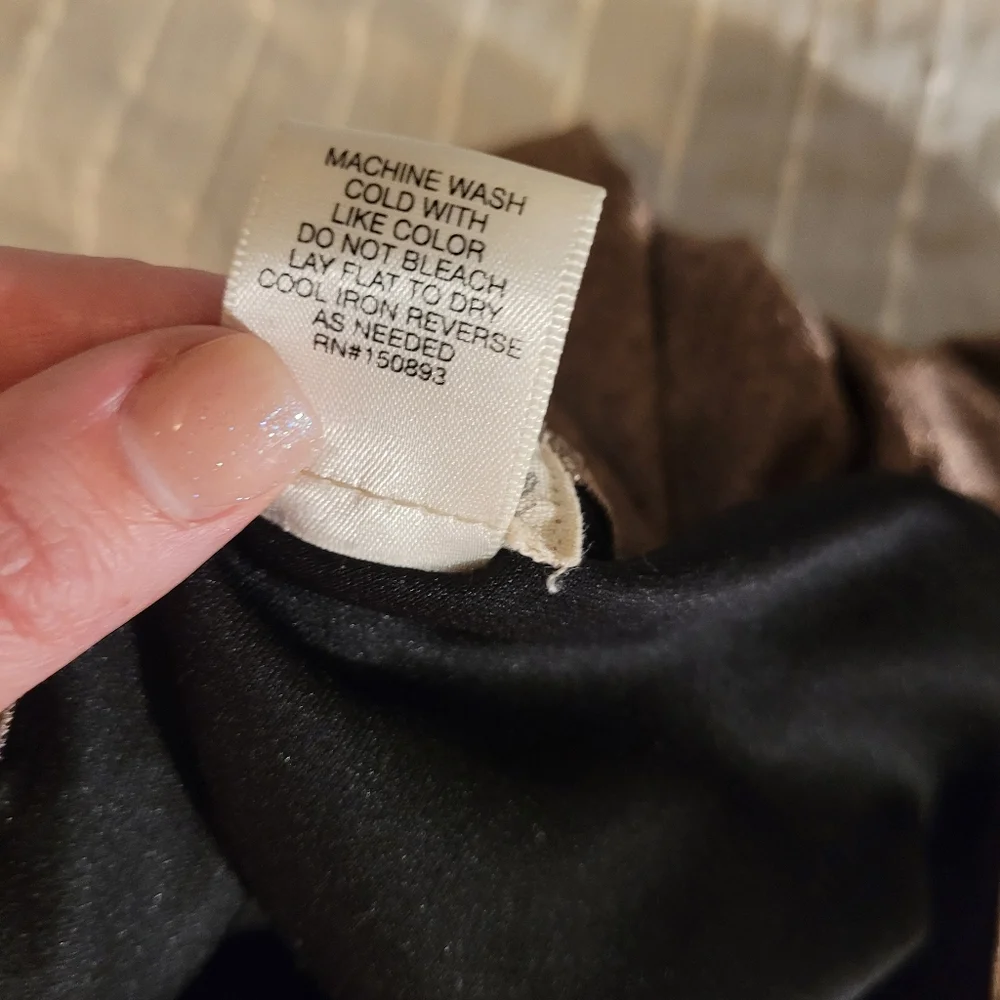 MACHINE WASH
COLD WITH
LIKE COLOR
DO NOT BLEACH
LAY FLAT TO DRY
COOL IRON REVERSE
AS NEEDED
RN#150893